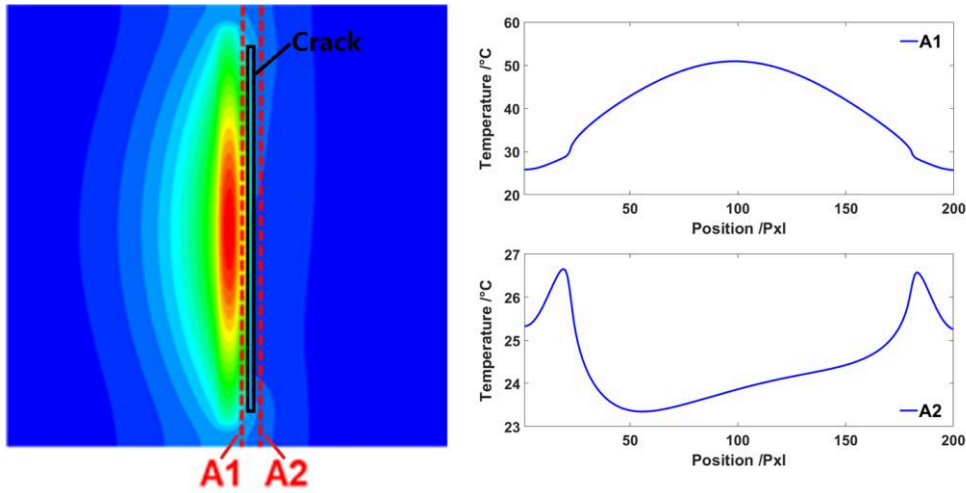 Crack
A1 A2
Temperature /°C
60
50
40
30
20
50 100 150 200
Position /Pxl
A1
Temperature /°C
27
26
25
24
23
50 100 150 200
Position /Pxl
A2